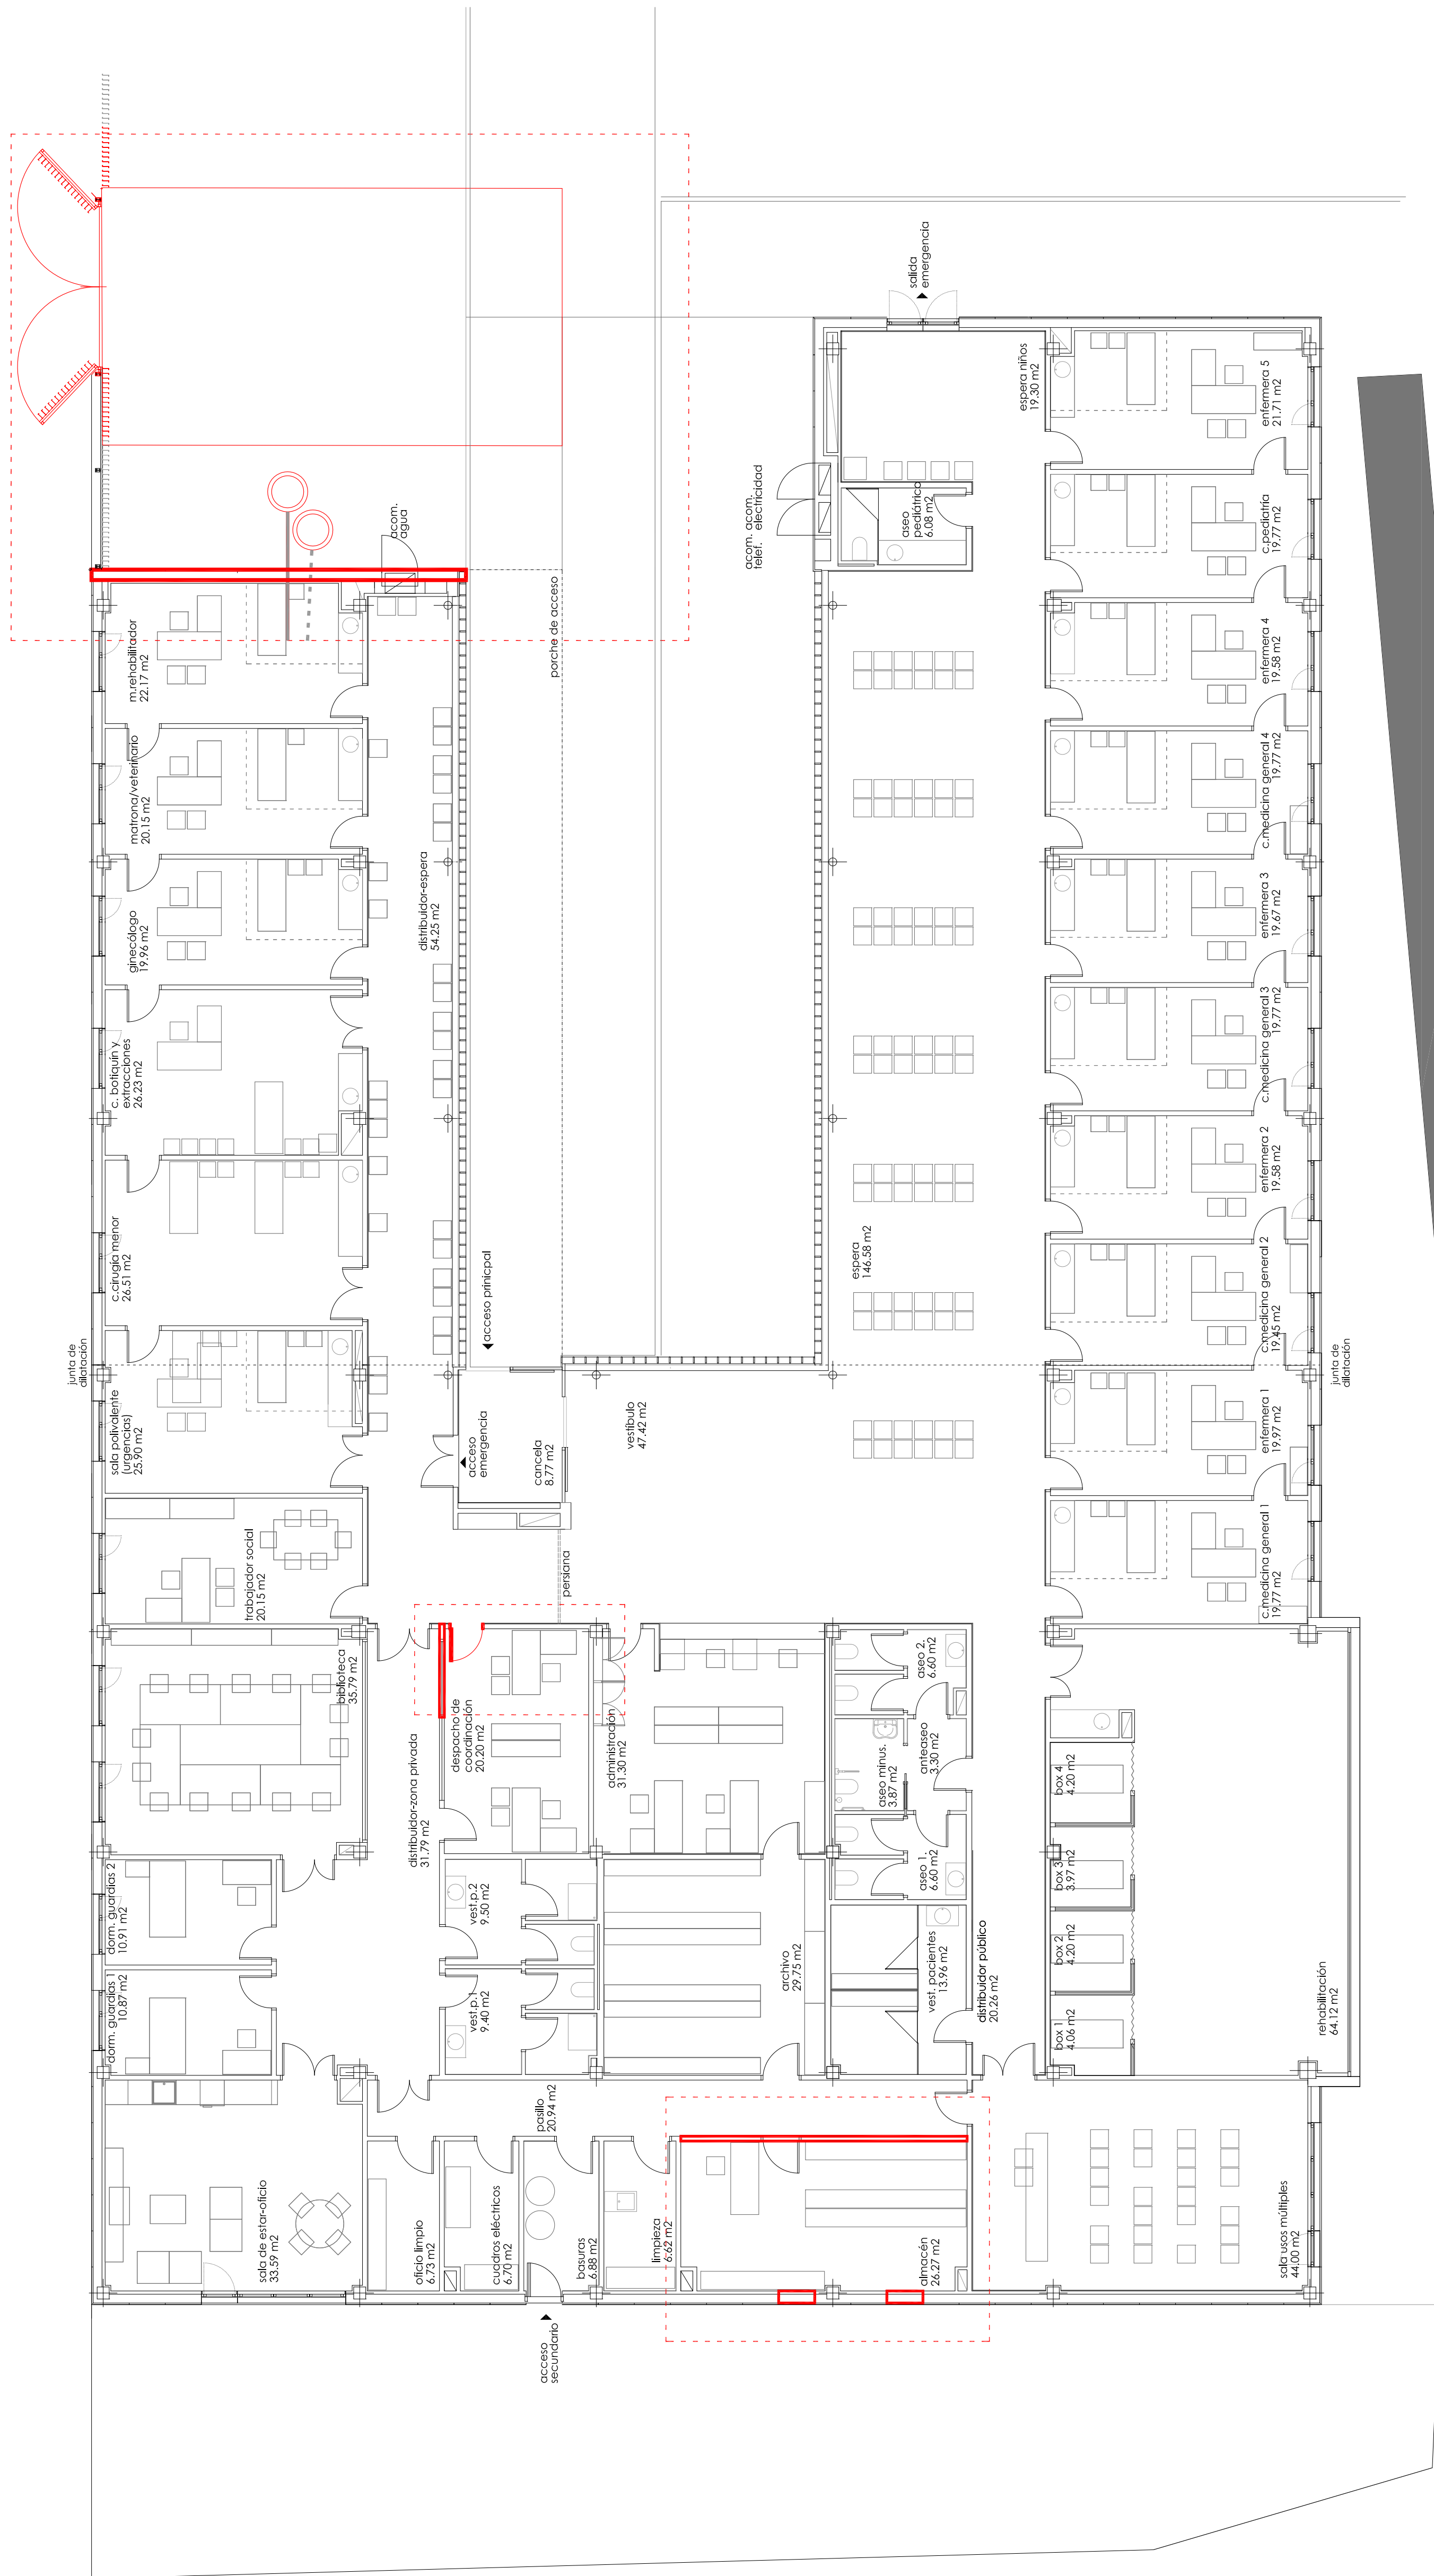 salida
emergencia
espera niños
19.30 m2
enfermera 5
21.71 m2
acom. acom.
telef. electricidad
aseo
pediátrico
6.08 m2
c.pediatría
19.77 m2
acom.
agua
porche de acceso
m.rehabilitador
22.17 m2
enfermera 4
19.58 m2
matrona/veterinario
20.15 m2
c.medicina general 4
19.77 m2
ginecólogo
19.96 m2
distribuidor-espera
54.25 m2
enfermera 3
19.67 m2
c. botiquín y
extracciones
26.23 m2
c.medicina general 3
19.77 m2
c.cirugía menor
26.51 m2
acceso prinicpal
espera
146.58 m2
enfermera 2
19.58 m2
c.medicina general 2
19.45 m2
junta de
dilatación
junta de
dilatación
sala polivalente
(urgencias)
25.90 m2
acceso
emergencia
cancela
8.77 m2
vestíbulo
47.42 m2
enfermera 1
19.97 m2
trabajador social
20.15 m2
persiana
c.medicina general 1
19.77 m2
biblioteca
35.79 m2
distribuidor-zona privada
31.79 m2
despacho de
coordinación
20.20 m2
administración
31.30 m2
aseo 2.
6.60 m2
aseo minus.
3.87 m2
anteaseo
3.30 m2
aseo 1.
6.60 m2
box 4
4.20 m2
box 3
3.97 m2
box 2
4.20 m2
box 1
4.06 m2
dorm. guardias 2
10.91 m2
dorm. guardias 1
10.87 m2
vest.p.2
9.50 m2
vest.p.1
9.40 m2
archivo
29.75 m2
vest. pacientes
13.96 m2
distribuidor público
20.26 m2
rehabilitación
64.12 m2
sala de estar-oficio
33.59 m2
oficio limpio
6.73 m2
cuadros eléctricos
6.70 m2
pasillo
20.94 m2
basuras
6.88 m2
limpieza
6.62 m2
almacén
26.27 m2
sala usos múltiples
44.00 m2
acceso
secundario